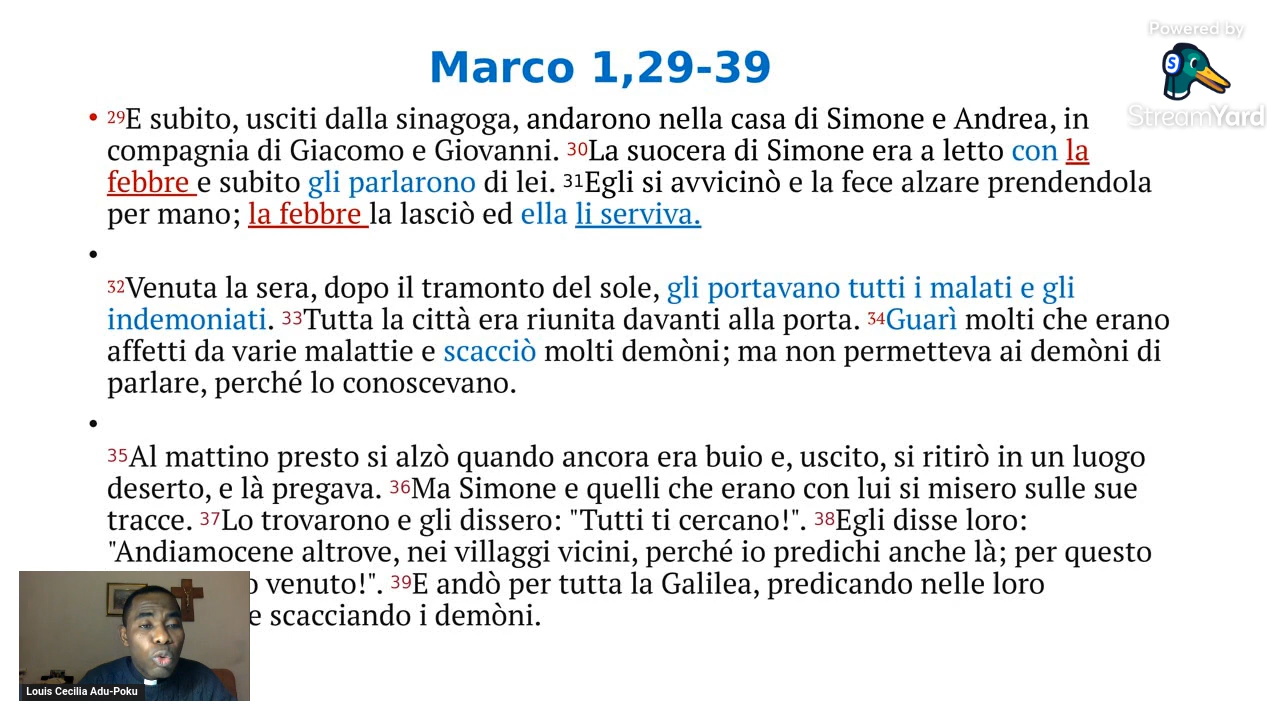 Powered by
StreamYard
Marco 1,29-39
• 29E subito, usciti dalla sinagoga, andarono nella casa di Simone e Andrea, in
compagnia di Giacomo e Giovanni. 30La suocera di Simone era a letto con la
febbre e subito gli parlarono di lei. 31Egli si avvicinò e la fece alzare prendendola
per mano; la febbre la lasciò ed ella li serviva.
•
32Venuta la sera, dopo il tramonto del sole, gli portavano tutti i malati e gli
indemoniati. 33Tutta la città era riunita davanti alla porta. 34Guarì molti che erano
affetti da varie malattie e scacciò molti demòni; ma non permetteva ai demòni di
parlare, perché lo conoscevano.
•
35Al mattino presto si alzò quando ancora era buio e, uscito, si ritirò in un luogo
deserto, e là pregava. 36Ma Simone e quelli che erano con lui si misero sulle sue
tracce. 37Lo trovarono e gli dissero: "Tutti ti cercano!". 38Egli disse loro:
"Andiamocene altrove, nei villaggi vicini, perché io predichi anche là; per questo
venuto!". 39E andò per tutta la Galilea, predicando nelle loro
e scacciando i demòni.
Louis Cecilia Adu-Poku